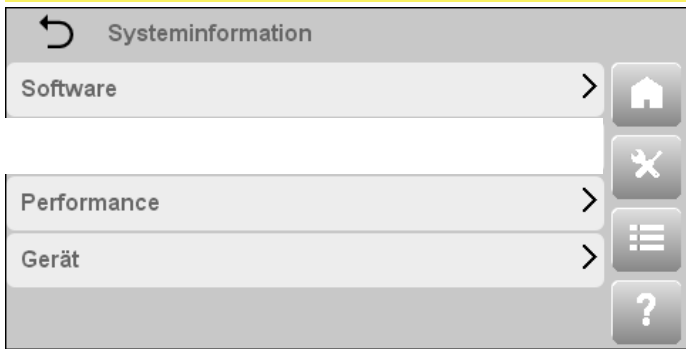 Systeminformation
Software
Performance
Gerät
?